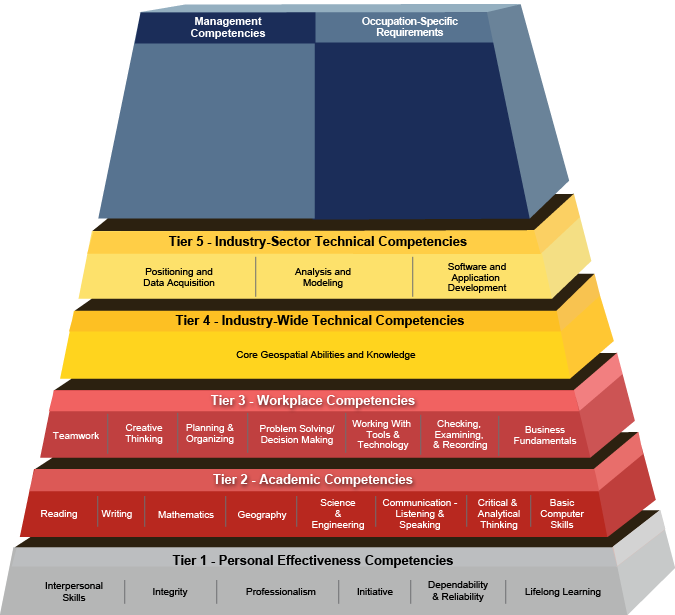 Management
Competencies
Occupation-Specific
Requirements
Tier 5 - Industry-Sector Technical Competencies
Positioning and
Data Acquisition
Analysis and
Modeling
Software and
Application
Development
Tier 4 - Industry-Wide Technical Competencies
Core Geospatial Abilities and Knowledge
Tier 3 - Workplace Competencies
Teamwork
Creative
Thinking
Planning &
Organizing
Problem Solving/
Decision Making
Working With
Tools &
Technology
Checking,
Examining,
& Recording
Business
Fundamentals
Tier 2 - Academic Competencies
Reading
Writing
Mathematics
Geography
Science
&
Engineering
Communication -
Listening &
Speaking
Critical &
Analytical
Thinking
Basic
Computer
Skills
Tier 1 - Personal Effectiveness Competencies
Interpersonal
Skills
Integrity
Professionalism
Initiative
Dependability
& Reliability
Lifelong Learning